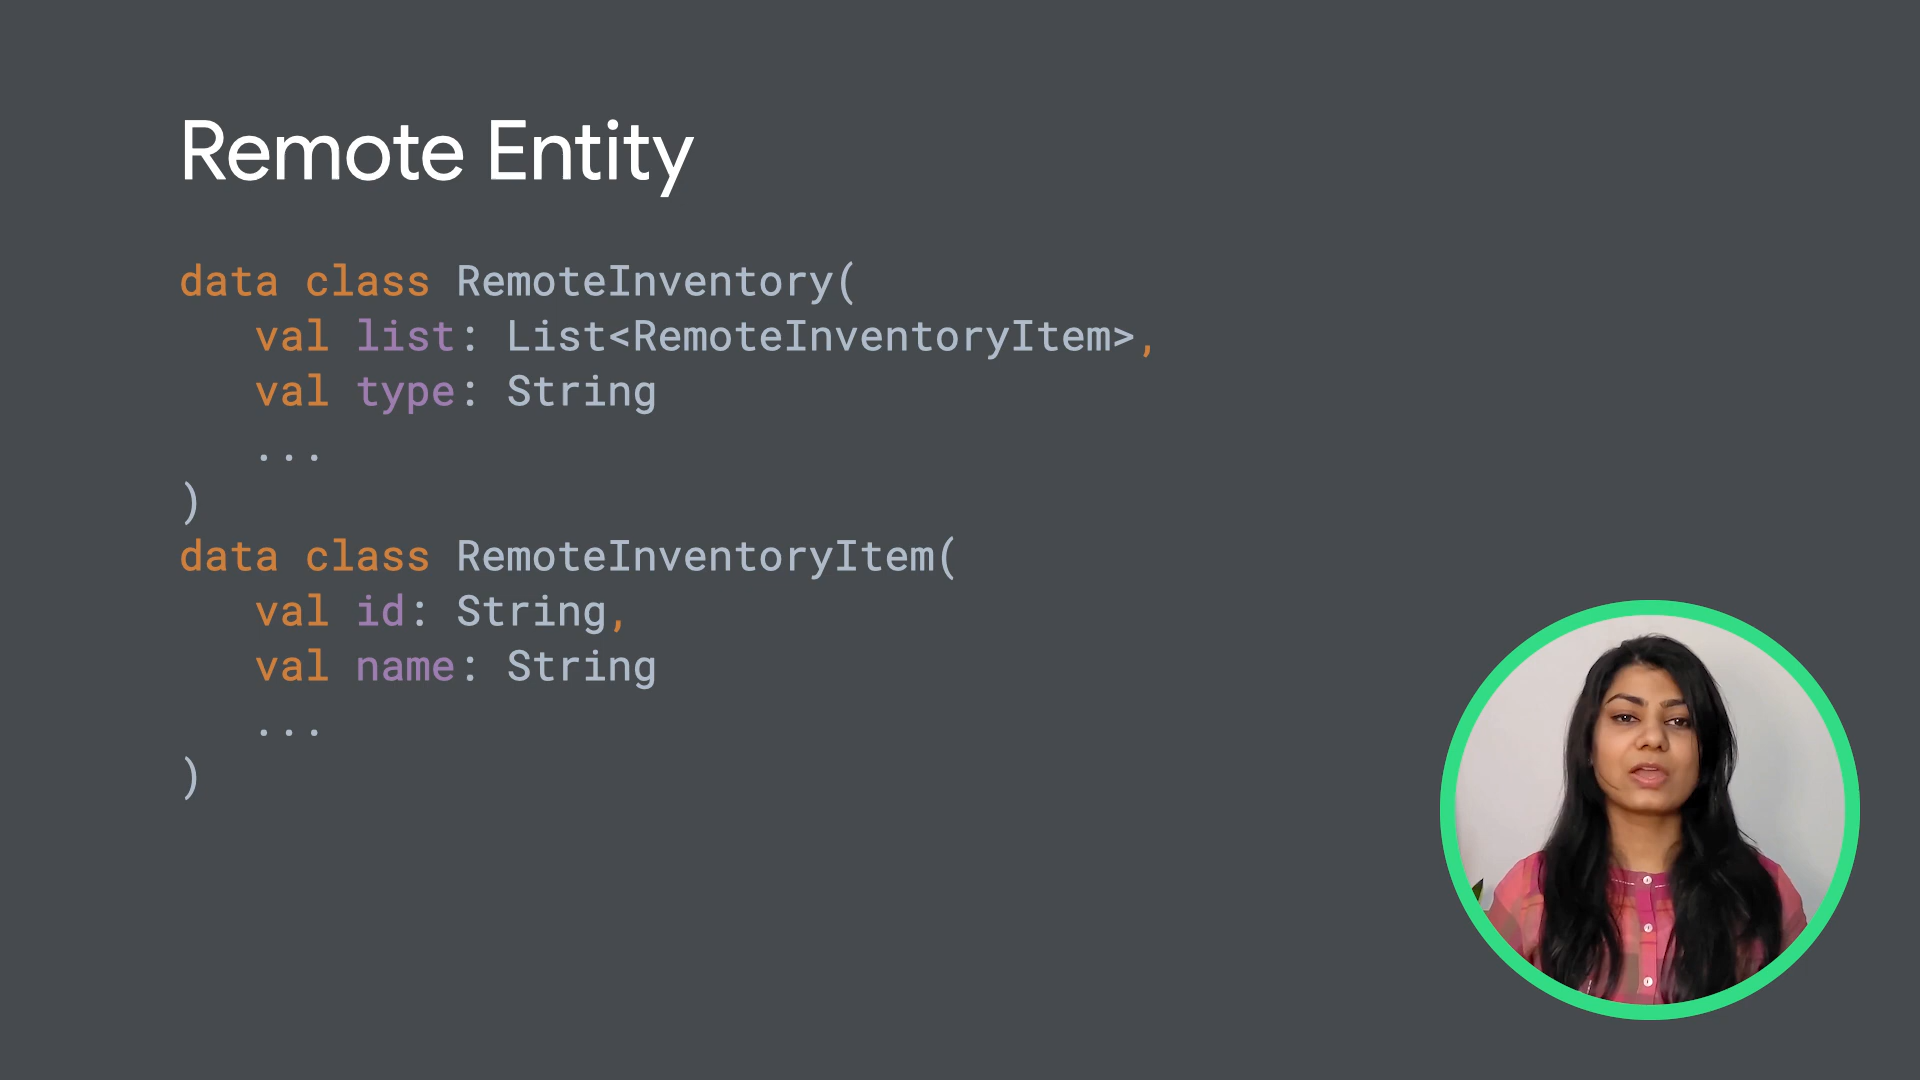 Remote Entity
data class RemoteInventory(
val list: List<RemoteInventoryItem>,
val type: String
...
)
data class RemoteInventoryItem(
val id: String,
val name: String
...
)